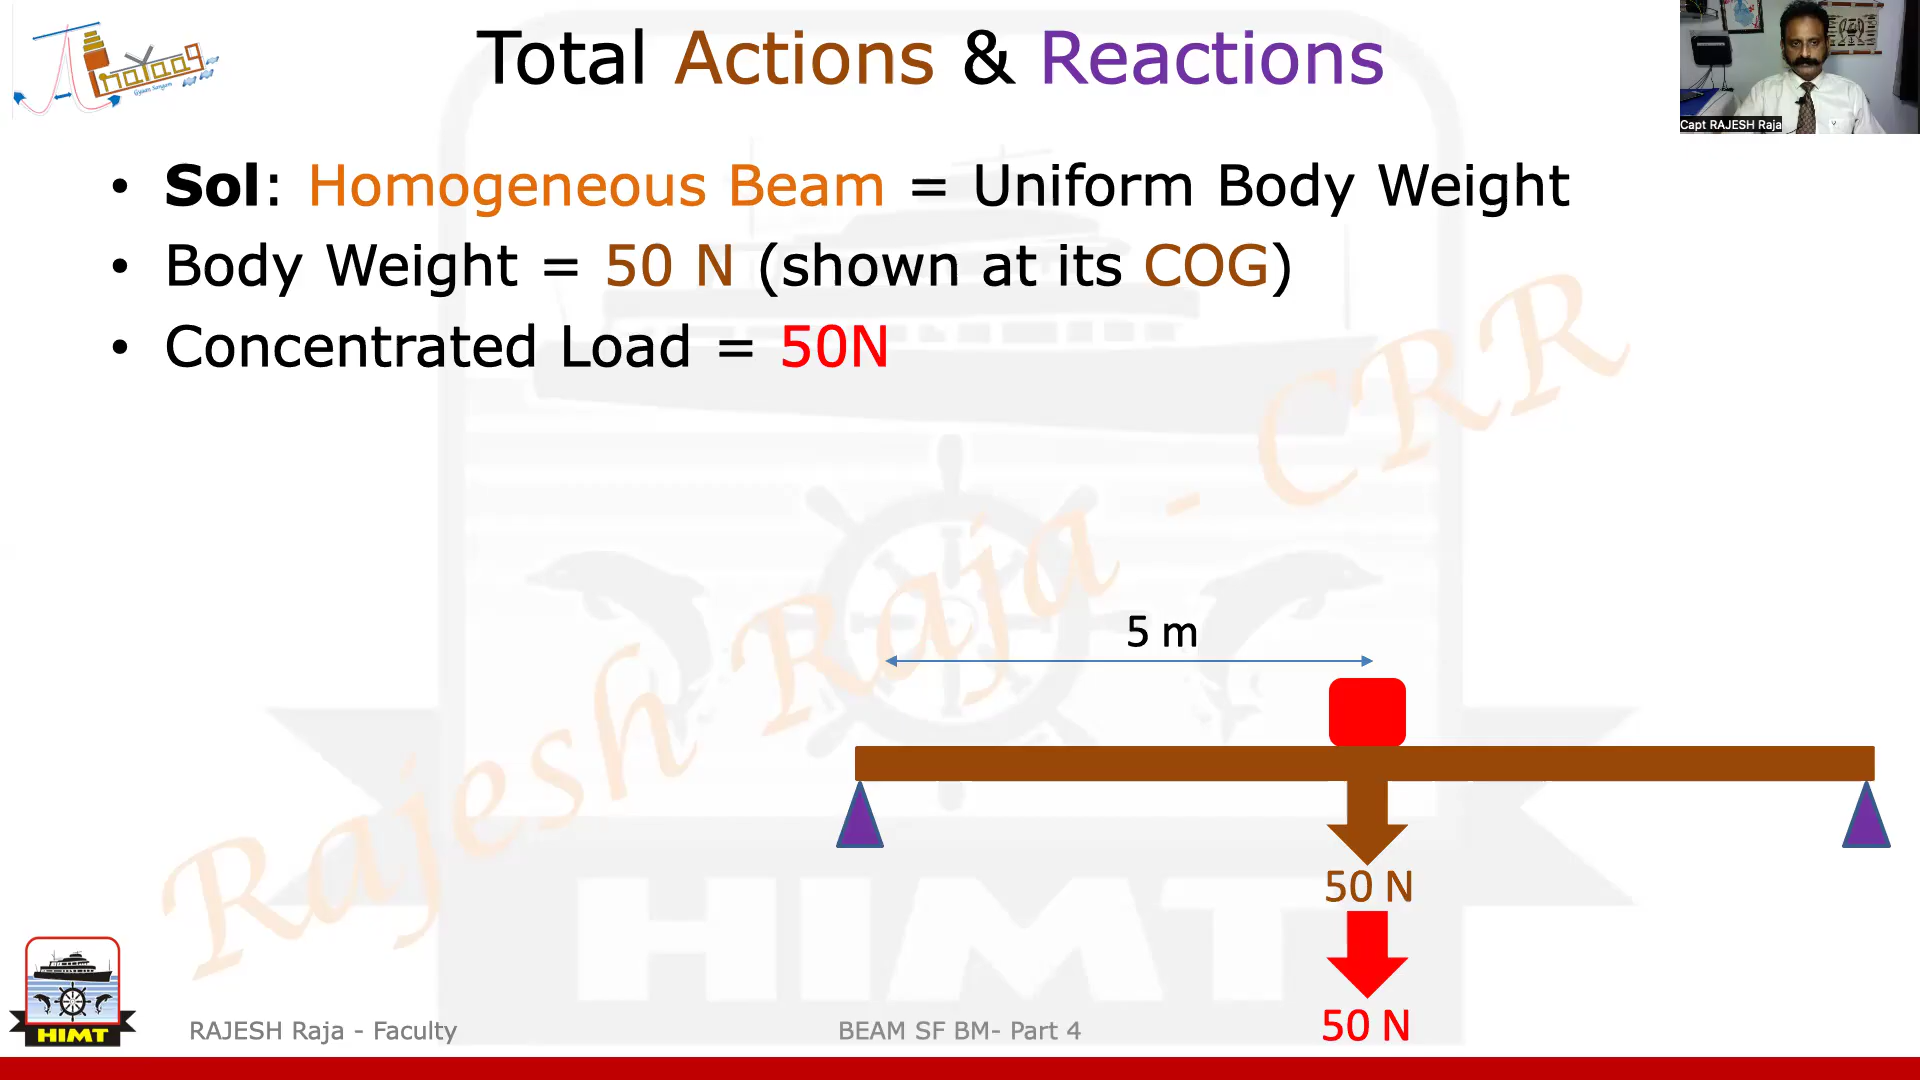 Total Actions & Reactions
Capt RAJESH Raja
• Sol: Homogeneous Beam = Uniform Body Weight
• Body Weight = 50 N (shown at its COG)
• Concentrated Load = 50N
Rajesh Raja - CRR
5 m
50 N
50 N
HIMT
HIMT
RAJESH Raja - Faculty
BEAM SF BM- Part 4